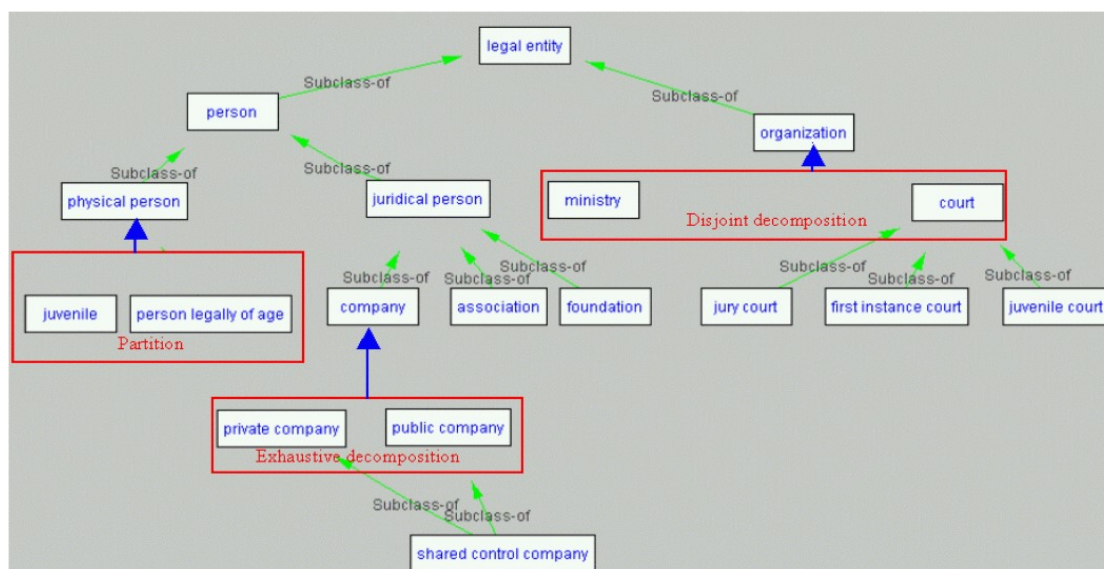 legal entity
Subclass-of
Subclass-of
person
organization
Subclass-of
Subclass-of
physical person
juridical person
ministry
court
Disjoint decomposition
Subclass-of
Subclass-of
Subclass-of
Subclass-of
Subclass-of
Subclass-of
juvenile
person legally of age
company
association
foundation
jury court
first instance court
juvenile court
Partition
private company
public company
Exhaustive decomposition
Subclass-of
Subclass-of
shared control company